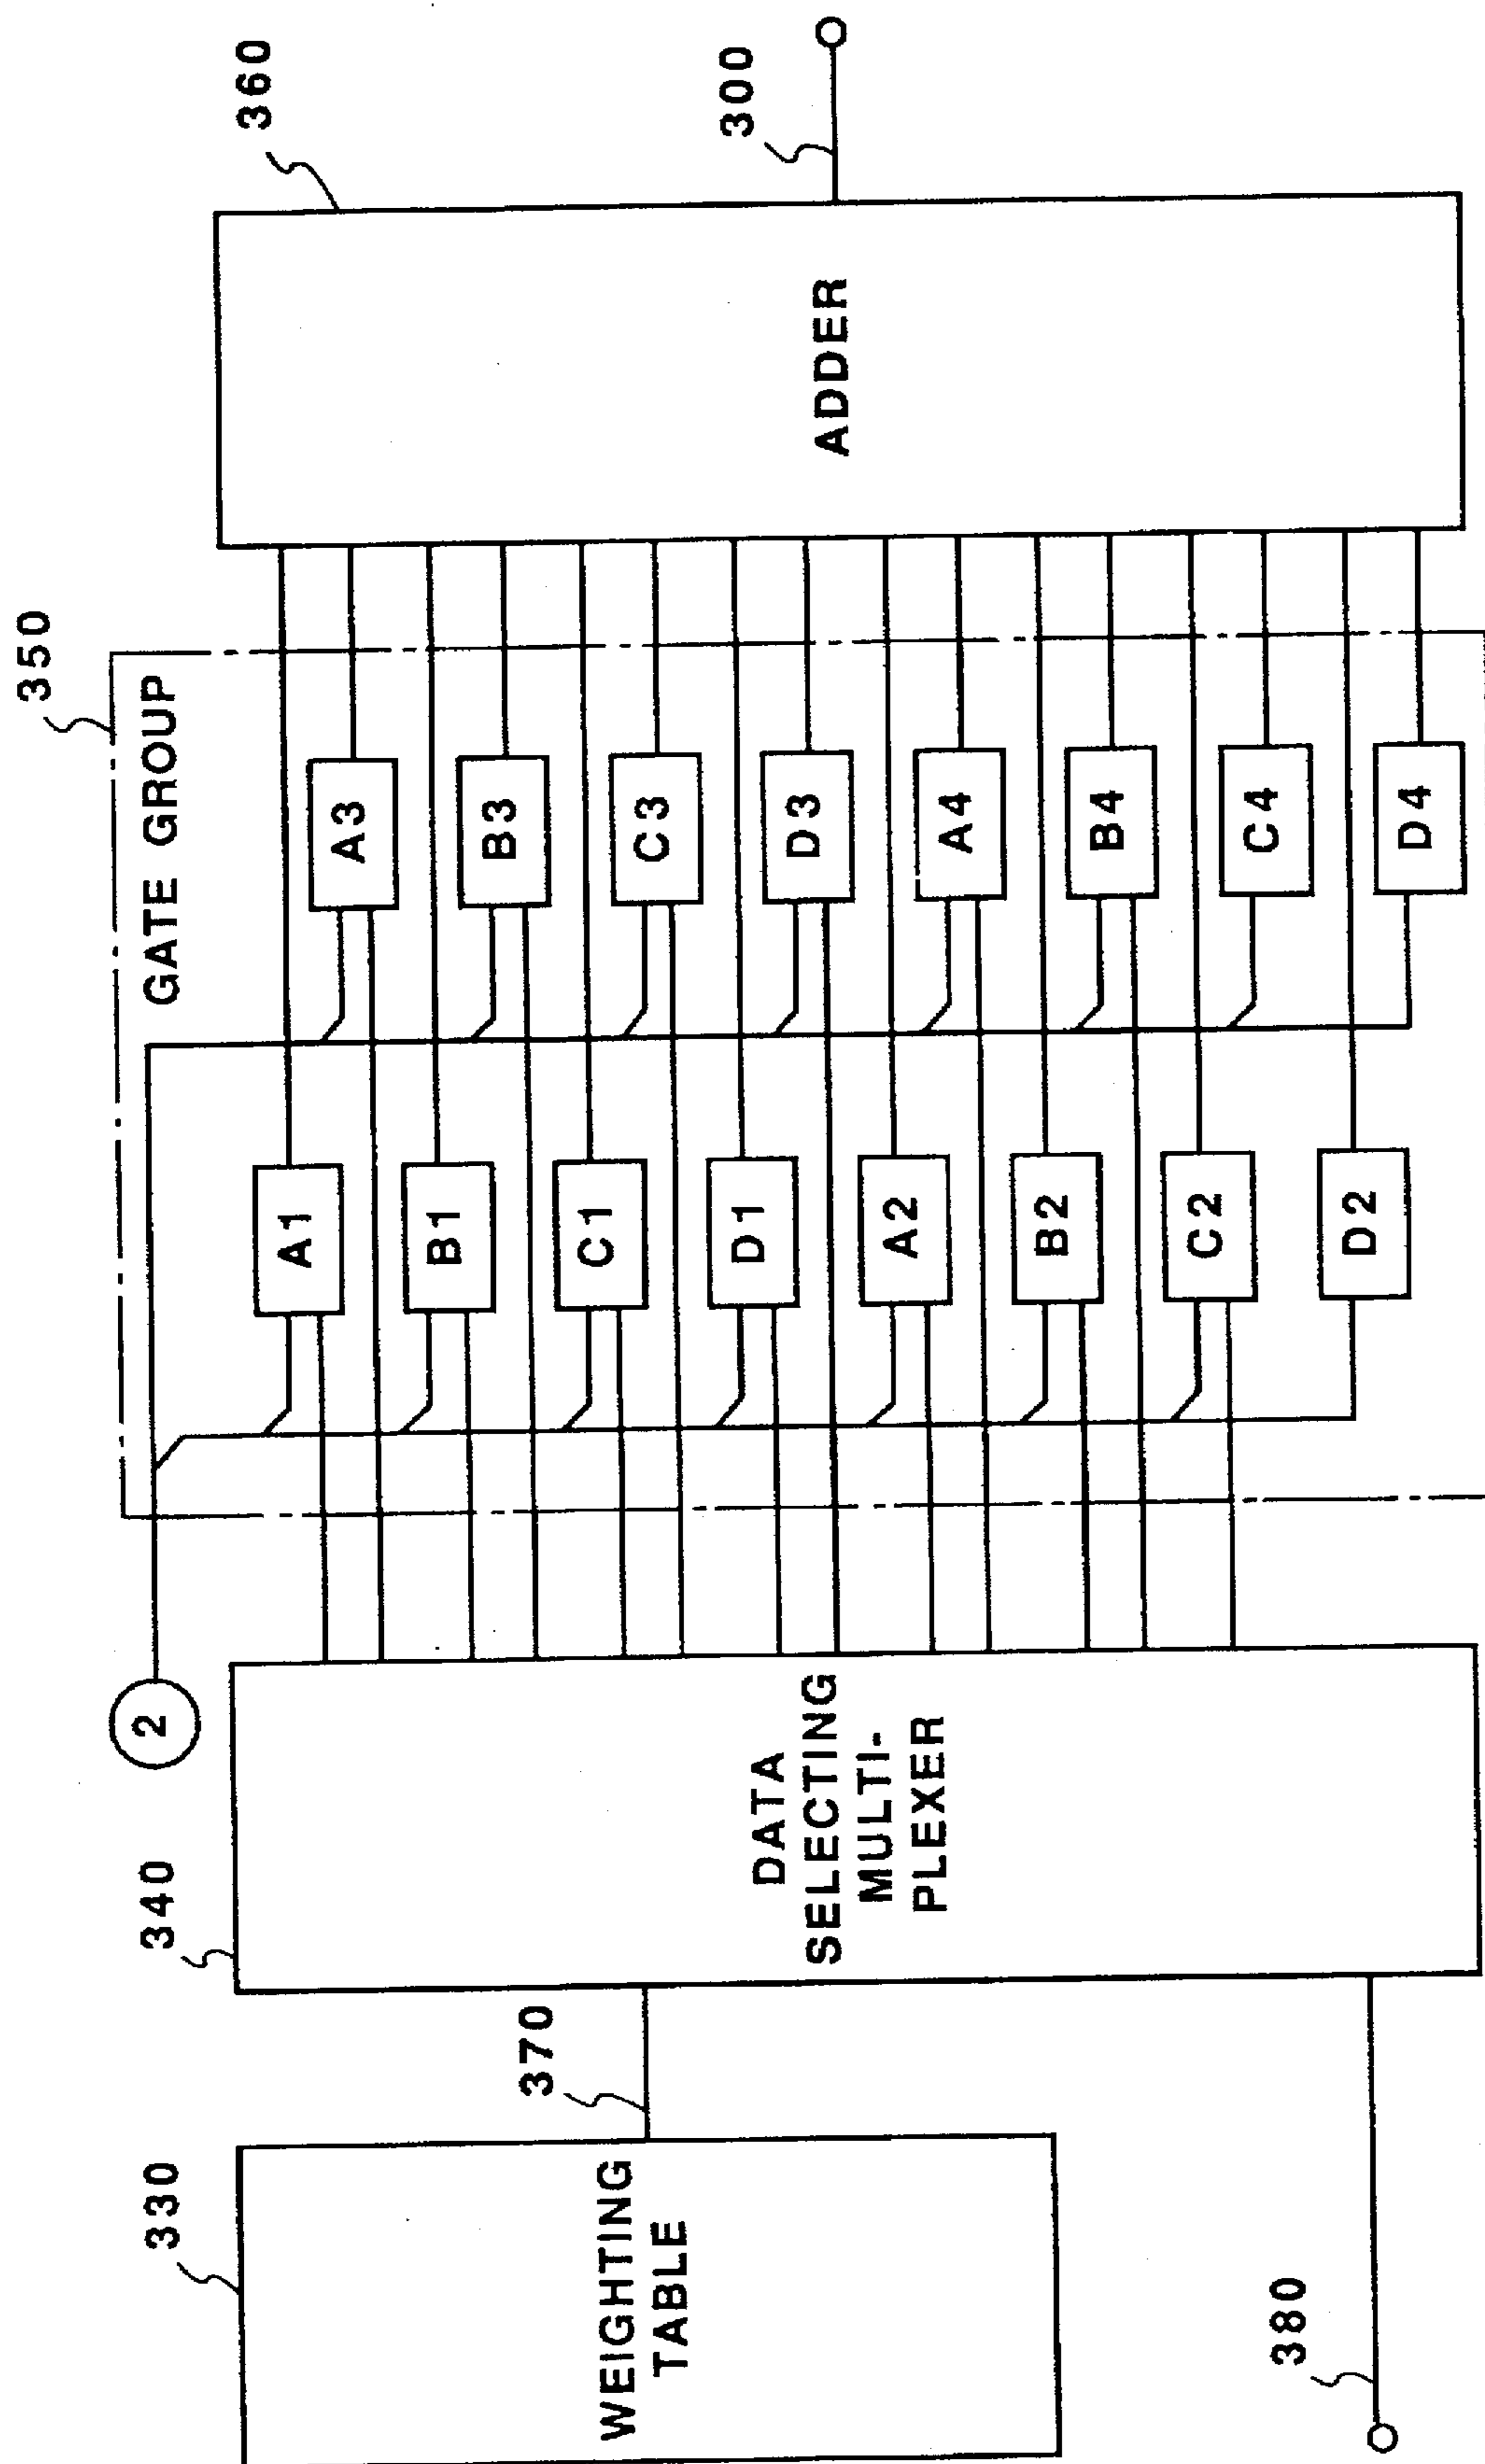 330
WEIGHTING
TABLE
370
380
340
DATA
SELECTING
MULTI-
PLEXER
2
350
GATE GROUP
A1
A3
B1
B3
C1
C3
D1
D3
A2
A4
B2
B4
C2
C4
D2
D4
360
ADDER
300